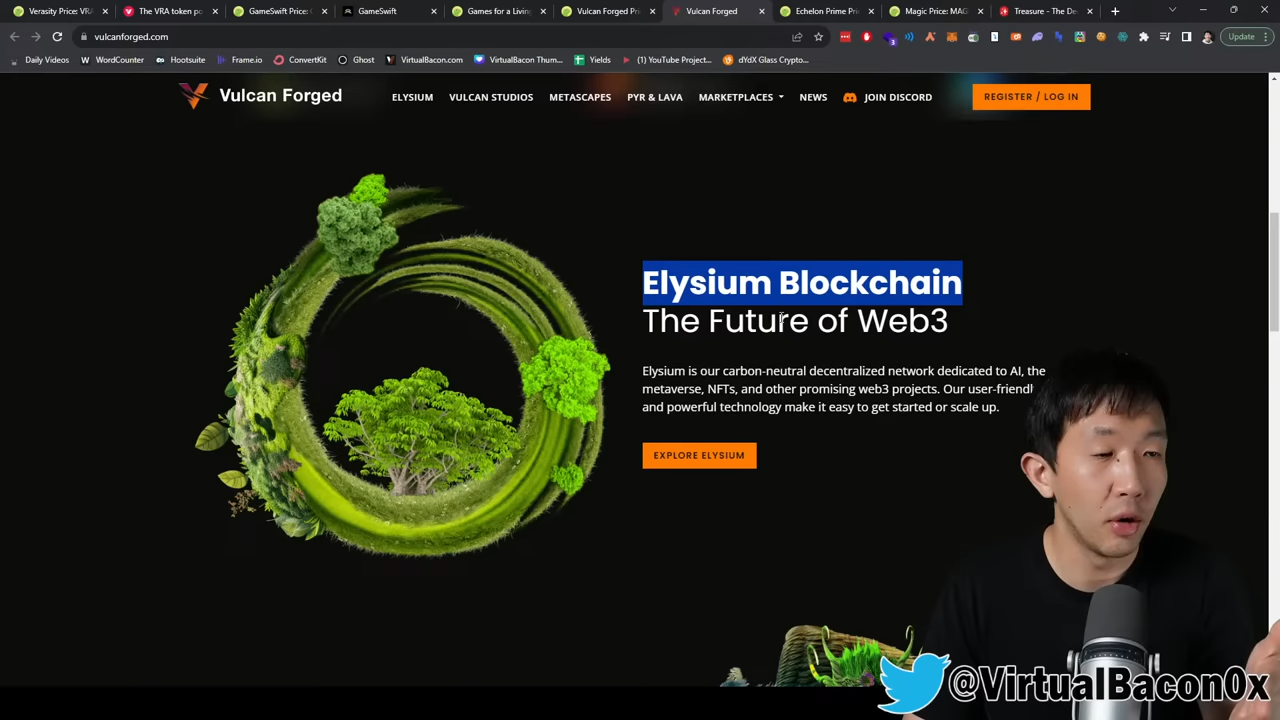 Verasity Price: VRA
The VRA token po
GameSwift Price: G
GameSwift
Games for a Living
Vulcan Forged Pri
Vulcan Forged
Echelon Prime Pri
Magic Price: MAG
Treasure - The De
vulcanforged.com
Update
Daily Videos
WordCounter
Hootsuite
Frame.io
ConvertKit
Ghost
VirtualBacon.com
VirtualBacon Thum...
Yields
(1) YouTube Project...
dYdX Glass Crypto...
Vulcan Forged
ELYSIUM
VULCAN STUDIOS
METASCAPES
PYR & LAVA
MARKETPLACES
NEWS
JOIN DISCORD
REGISTER / LOG IN
Elysium Blockchain
The Future of Web3
Elysium is our carbon-neutral decentralized network dedicated to AI, the
metaverse, NFTs, and other promising web3 projects. Our user-friendl
and powerful technology make it easy to get started or scale up.
EXPLORE ELYSIUM
@VirtualBacon0x